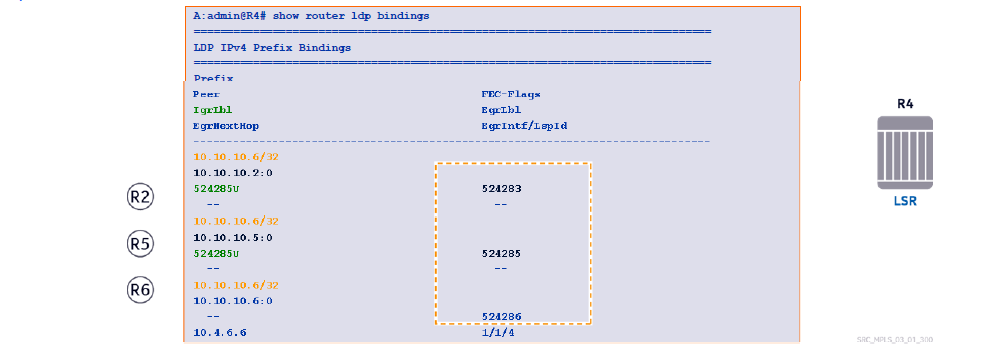 A:admin@R4# show router ldp bindings
===============================================================================
LDP IPv4 Prefix Bindings
===============================================================================
Prefix
Peer FEC-Flags
IgrLbl EgrLbl
EgrNextHop EgrIntf/LspId
-------------------------------------------------------------------------------
10.10.10.6/32
10.10.10.2:0
R2 524285U 524283
-- --
10.10.10.6/32
10.10.10.5:0
R5 524285U 524285
-- --
10.10.10.6/32
R6 10.10.10.6:0
-- 524286
10.4.6.6 1/1/4
R4
LSR
SRC_MPLS_03_01_300